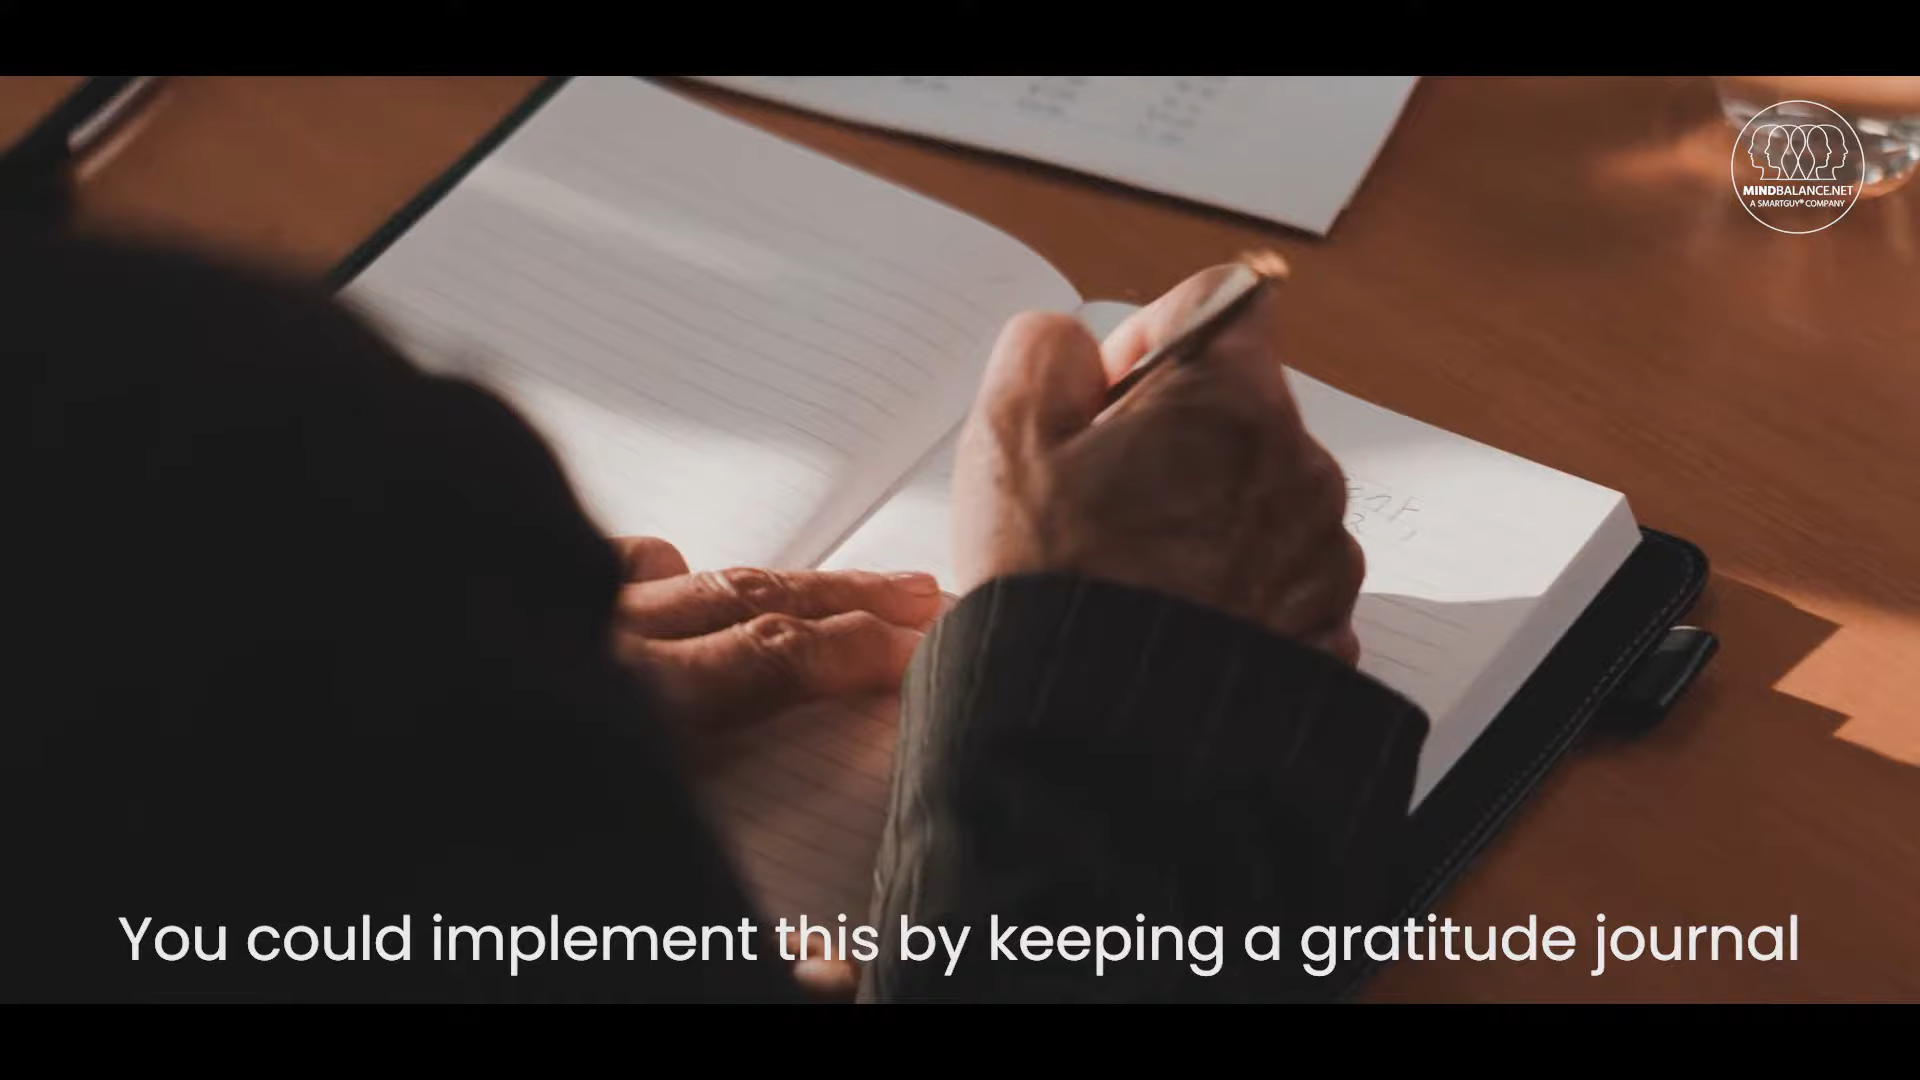 MINDBALANCE.NET
A SMARTGUY® COMPANY
You could implement this by keeping a gratitude journal